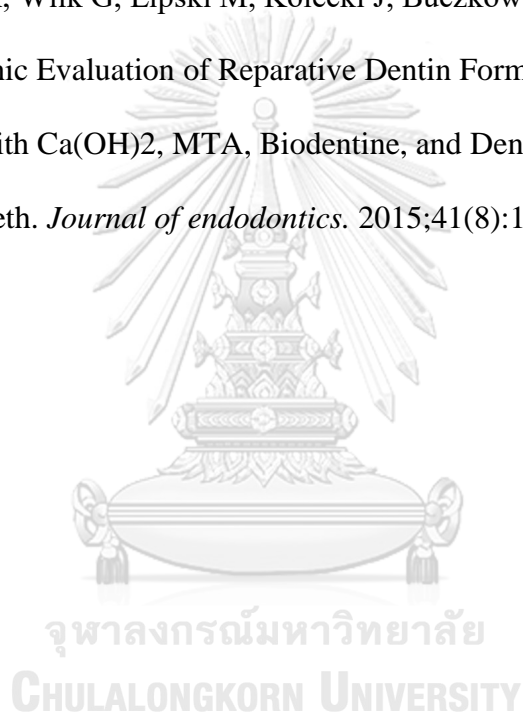 Wilk G, Lipski M, Kolecki J, Buczkow
nic Evaluation of Reparative Dentin Form
ith Ca(OH)2, MTA, Biodentine, and Den
eth. Journal of endodontics. 2015;41(8):1
จุฬาลงกรณ์มหาวิทยาลัย
CHULALONGKORN UNIVERSITY